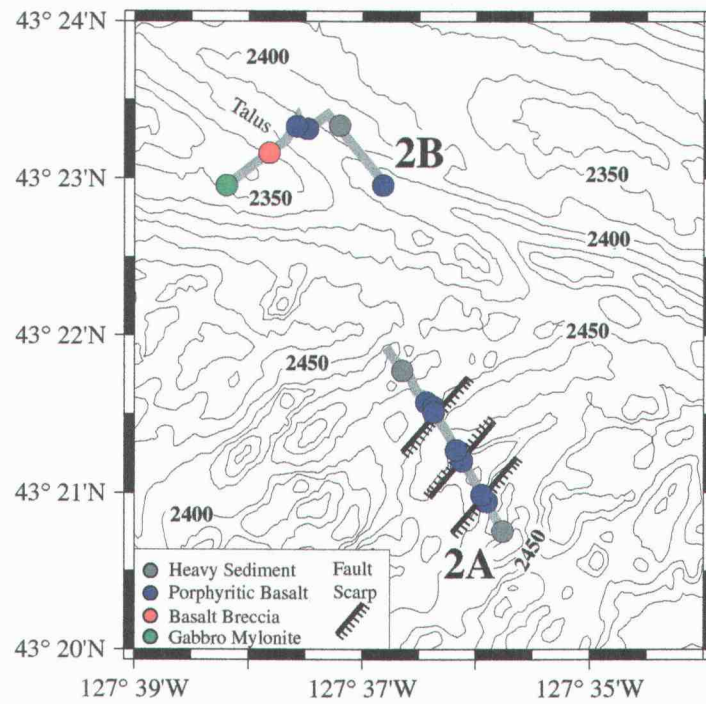 43° 24'N
2400
Talus
2B
43° 23'N
2350
2350
2400
43° 22'N
2450
2450
43° 21'N
2400
2A
2450
Heavy Sediment
Fault
Porphyritic Basalt
Scarp
Basalt Breccia
Gabbro Mylonite
43° 20'N
127° 39'W
127° 37'W
127° 35'W